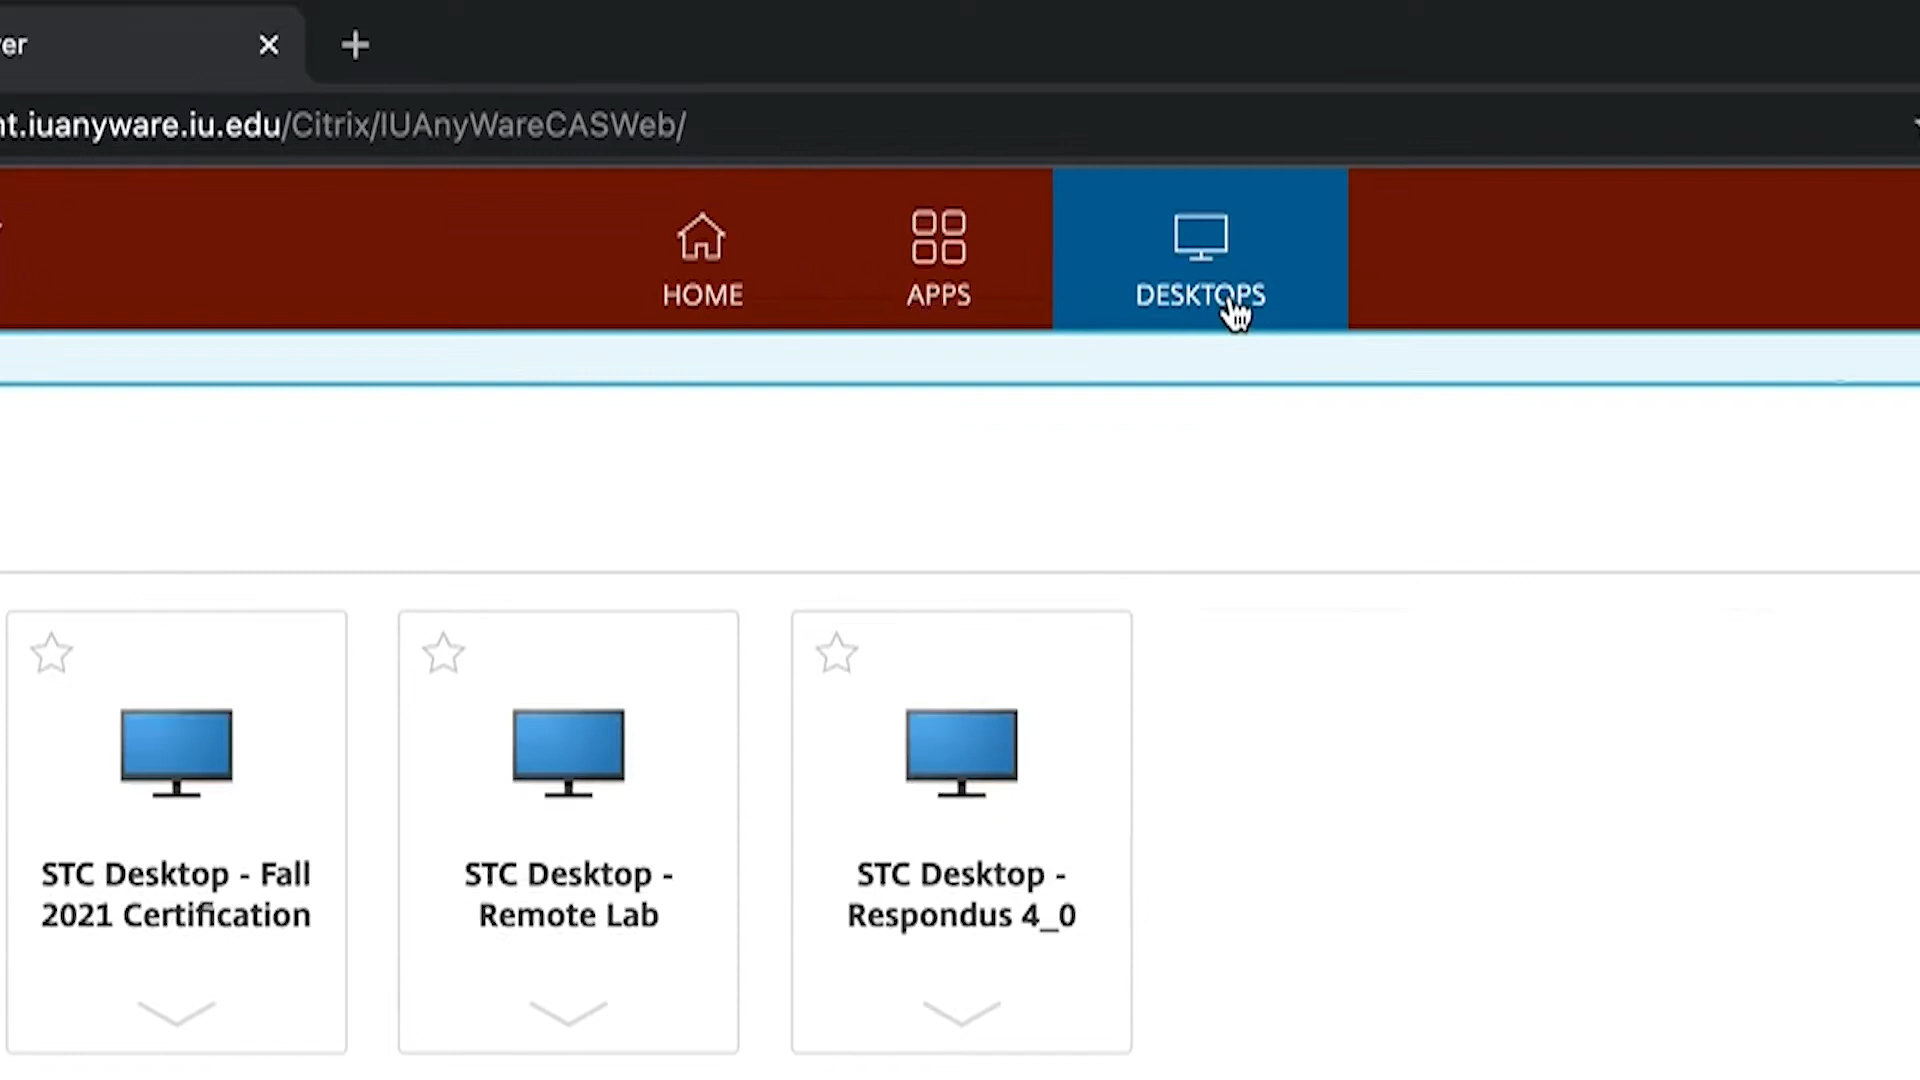 er
nt.iuanyware.iu.edu/Citrix/IUAnyWareCASWeb/
HOME
APPS
DESKTOPS
STC Desktop - Fall
2021 Certification
STC Desktop -
Remote Lab
STC Desktop -
Respondus 4_0